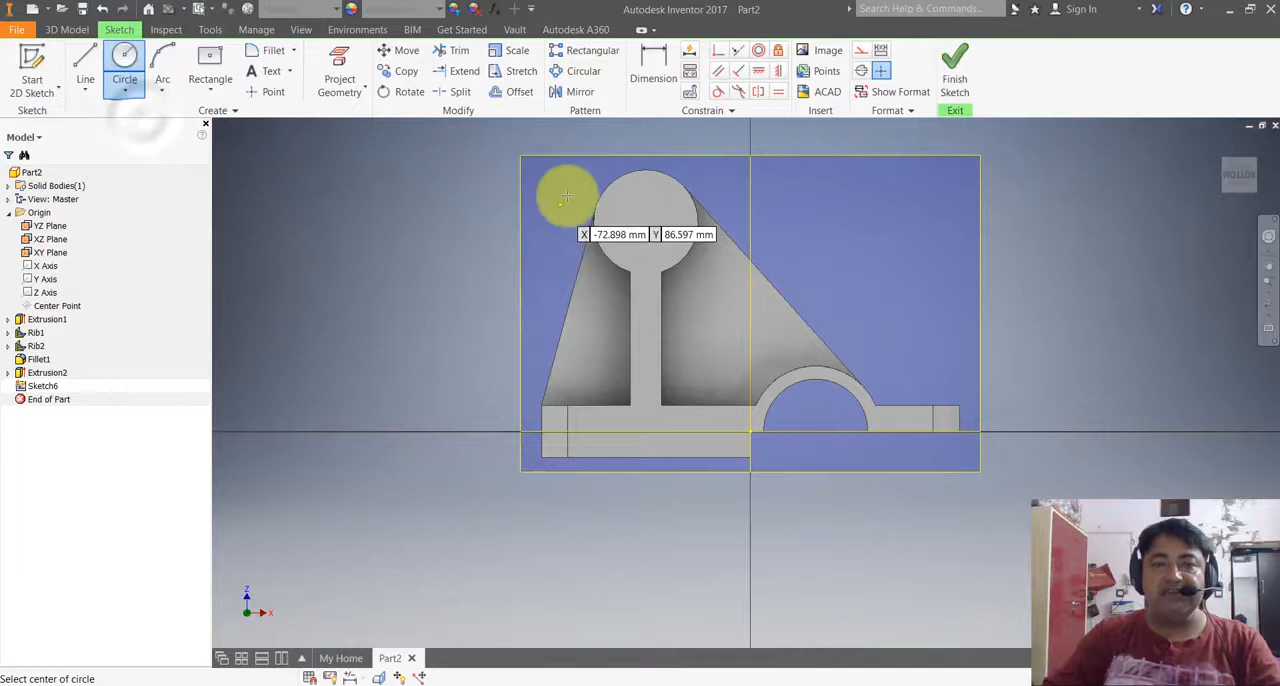 Autodesk Inventor 2017   Part2
Search Help & Commands...
Sign In
File
3D Model
Sketch
Inspect
Tools
Manage
View
Environments
BIM
Get Started
Vault
Autodesk A360
Start
2D Sketch
Sketch
Line
Circle
Arc
Rectangle
Fillet
Text
Point
Create
Project
Geometry
Move
Copy
Rotate
Trim
Extend
Split
Scale
Stretch
Offset
Modify
Rectangular
Circular
Mirror
Pattern
Dimension
Constrain
Image
Points
ACAD
Insert
Show Format
Format
Finish
Sketch
Exit
Model
Part2
Solid Bodies(1)
View: Master
Origin
YZ Plane
XZ Plane
XY Plane
X Axis
Y Axis
Z Axis
Center Point
Extrusion1
Rib1
Rib2
Fillet1
Extrusion2
Sketch6
End of Part
X -72.898 mm Y 86.597 mm
BOTTOM
Z
X
My Home
Part2
Select center of circle